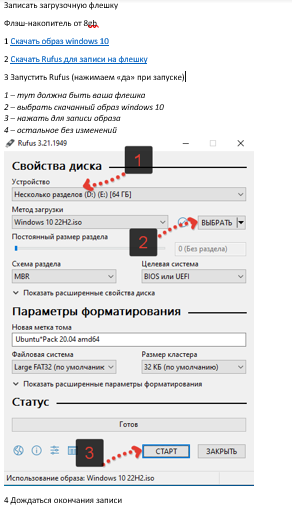 Записать загрузочную флешку
Флэш-накопитель от 8gb.
1 Скачать образ windows 10
2 Скачать Rufus для записи на флешку
3 Запустить Rufus (нажимаем «да» при запуске)
1 – тут должна быть ваша флешка
2 – выбрать скачанный образ windows 10
3 – нажать для записи образа
4 – остальное без изменений
Rufus 3.21.1949
Свойства диска
1
Устройство
Несколько разделов (D:) (E:) [64 ГБ]
Метод загрузки
Windows 10 22H2.iso
ВЫБРАТЬ
2
Постоянный размер раздела
0 (Без раздела)
Схема раздела
Целевая система
MBR
BIOS или UEFI
Показать расширенные свойства диска
Параметры форматирования
Новая метка тома
Ubuntu*Pack 20.04 amd64
Файловая система
Размер кластера
Large FAT32 (по умолчанию
32 КБ (по умолчанию)
Показать расширенные параметры форматирования
Статус
Готов
3
СТАРТ
ЗАКРЫТЬ
Использование образа: Windows 10 22H2.iso
4 Дождаться окончания записи